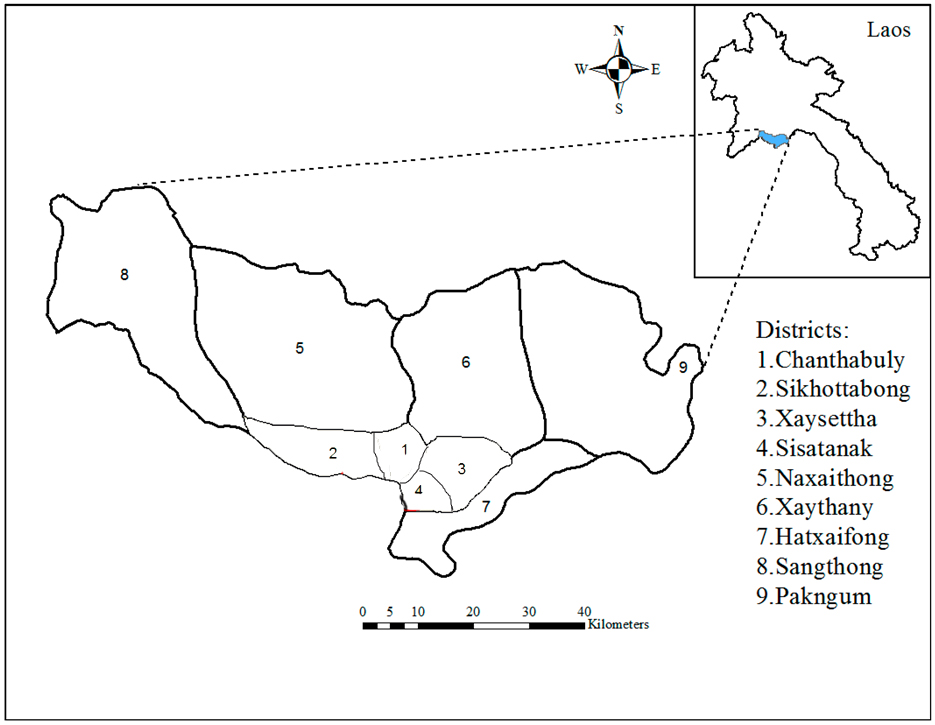 Laos
N
W E
S
8
5
6
9
1
2
3
4
7
Districts:
1.Chanthabuly
2.Sikhottabong
3.Xaysettha
4.Sisatanak
5.Naxaithong
6.Xaythany
7.Hatxaifong
8.Sangthong
9.Pakngum
0 5 10 20 30 40
Kilometers